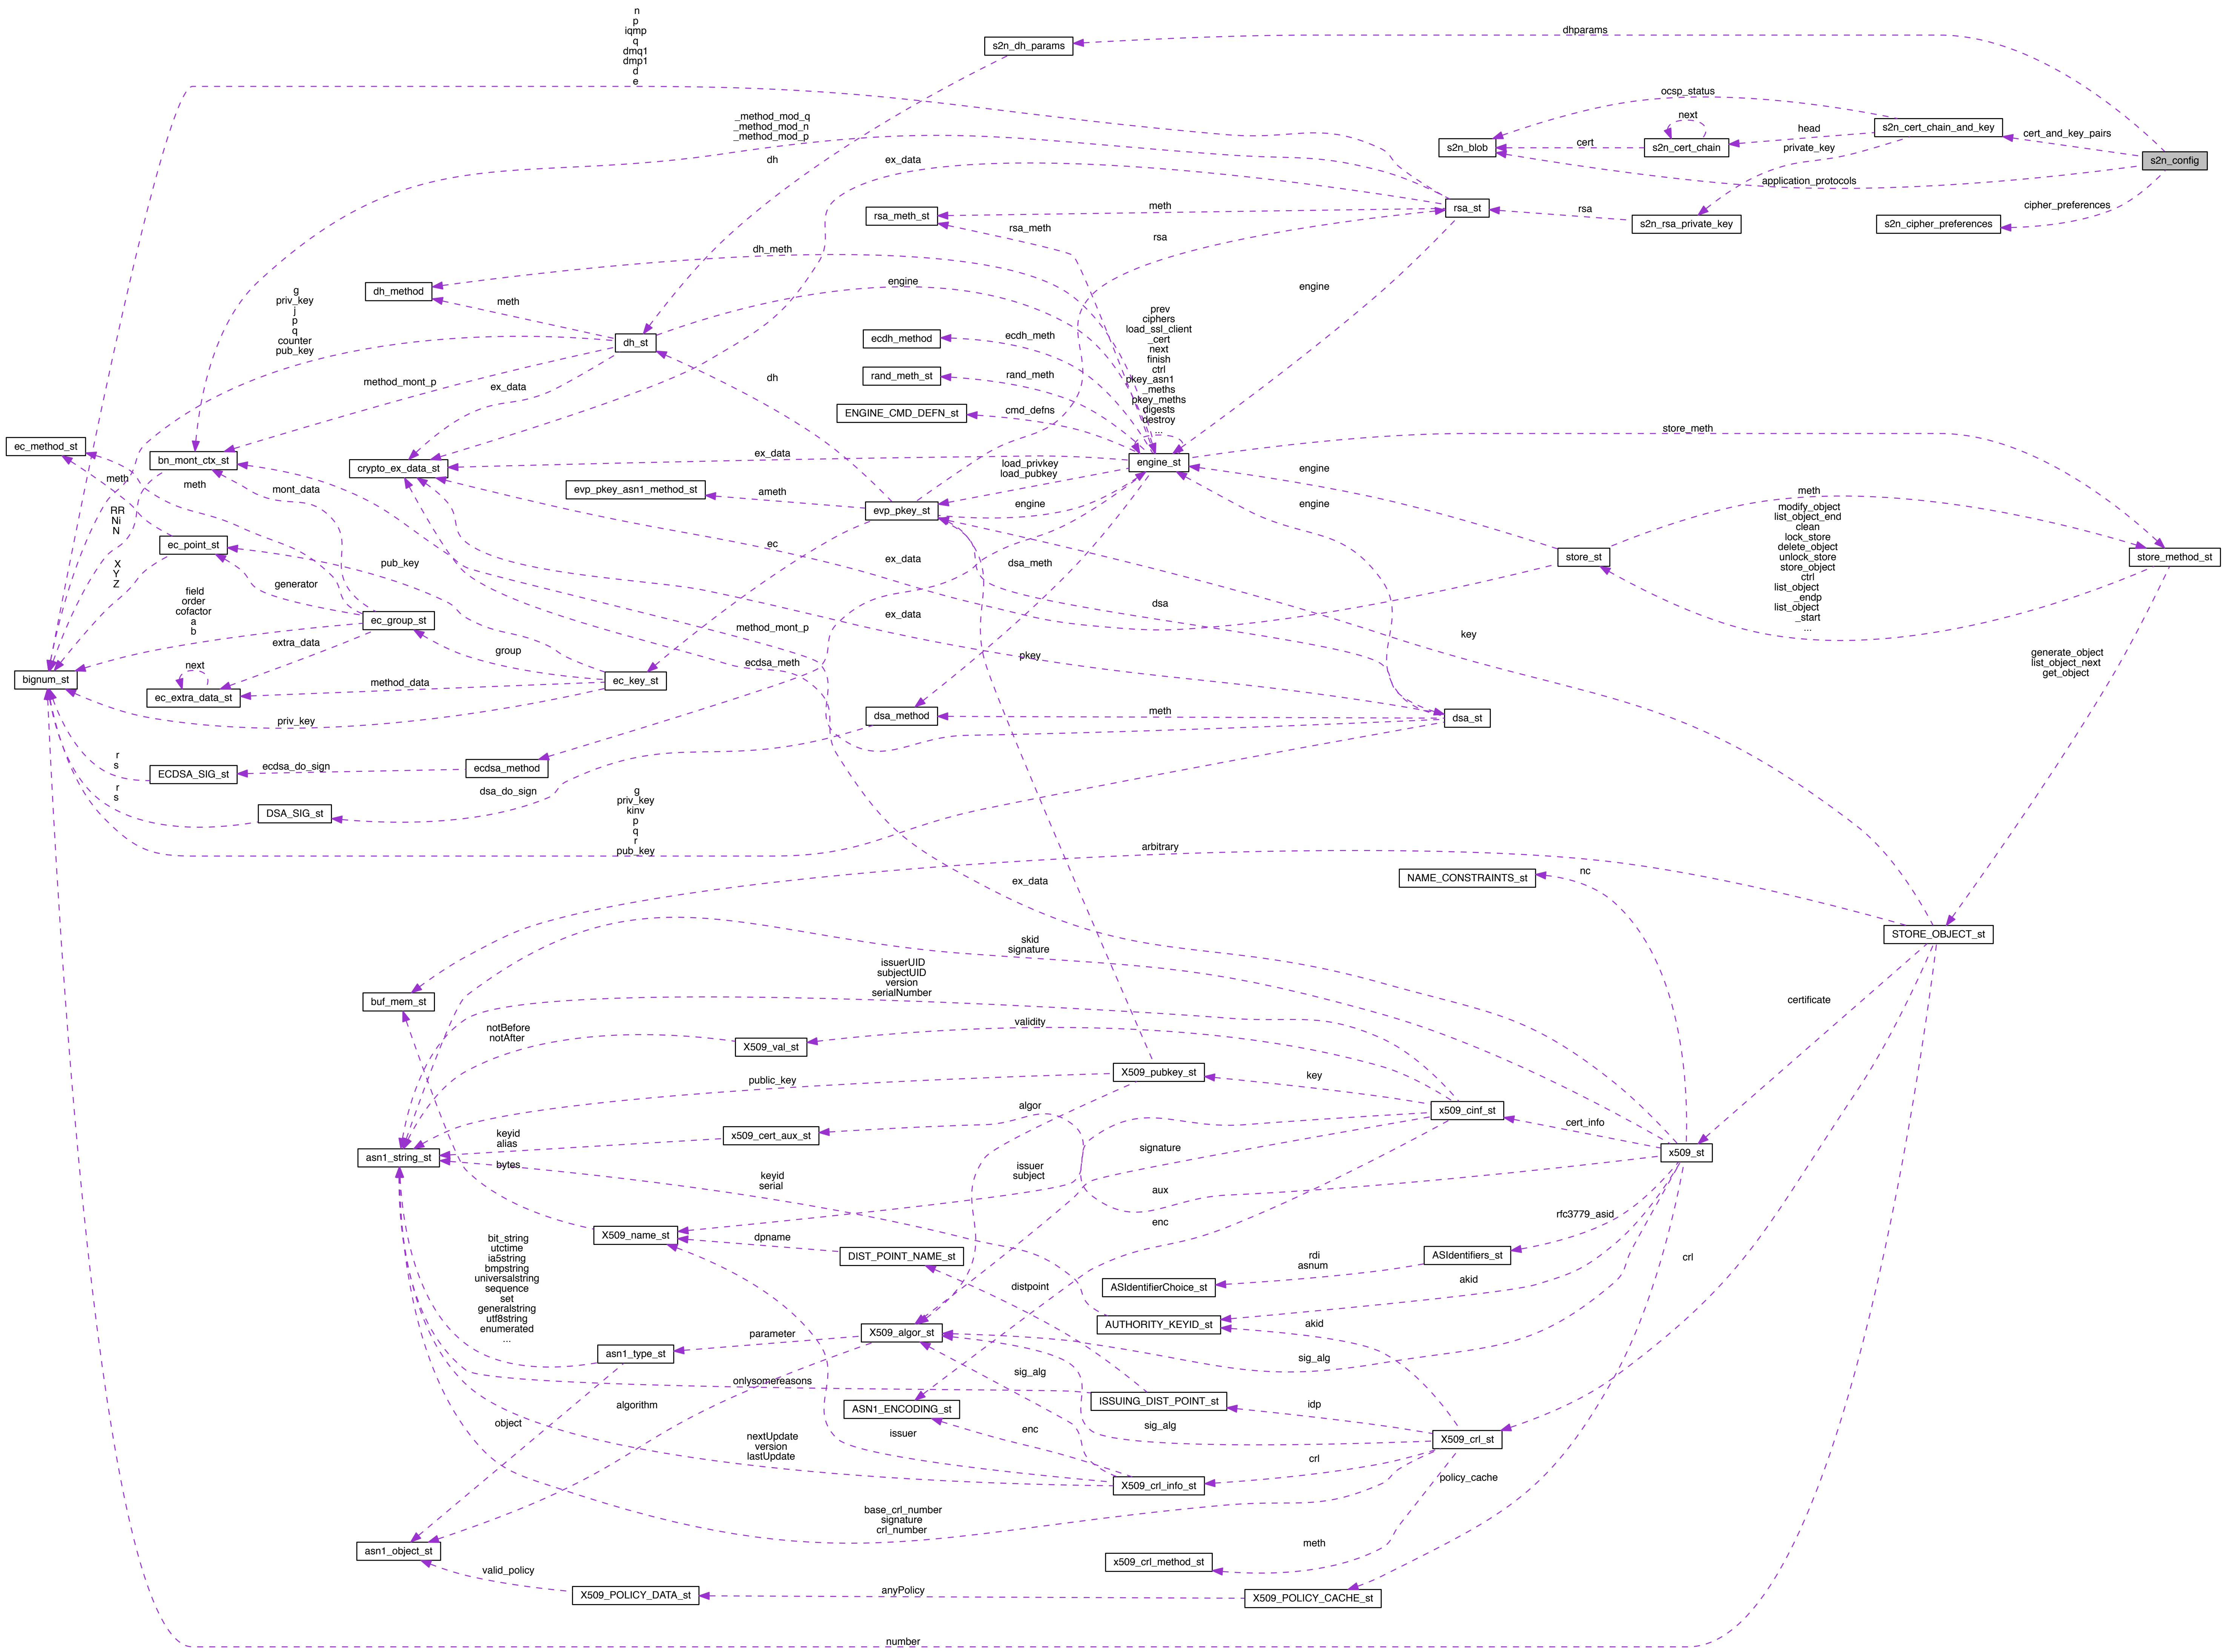 n
p
iqmp
q
dmq1
dmp1
d
e
s2n_dh_params
dhparams
ocsp_status
_method_mod_q
_method_mod_n
_method_mod_p
next
s2n_cert_chain_and_key
head
cert_and_key_pairs
s2n_blob
cert
s2n_cert_chain
private_key
s2n_config
dh
ex_data
application_protocols
rsa_meth_st
meth
rsa_st
rsa
s2n_rsa_private_key
cipher_preferences
s2n_cipher_preferences
rsa_meth
rsa
dh_meth
engine
engine
dh_method
meth
g
priv_key
j
p
q
counter
pub_key
prev
ciphers
load_ssl_client
_cert
next
finish
ctrl
pkey_asn1
_meths
pkey_meths
digests
destroy
...
dh_st
ecdh_method
ecdh_meth
rand_meth_st
rand_meth
method_mont_p
ex_data
dh
ENGINE_CMD_DEFN_st
cmd_defns
store_meth
ec_method_st
bn_mont_ctx_st
crypto_ex_data_st
ex_data
engine_st
load_privkey
load_pubkey
engine
meth
meth
mont_data
evp_pkey_asn1_method_st
ameth
evp_pkey_st
engine
engine
meth
RR
Ni
N
ec_point_st
ec
ex_data
dsa_meth
store_st
modify_object
list_object_end
clean
lock_store
delete_object
unlock_store
store_object
ctrl
list_object
_endp
list_object
_start
...
store_method_st
X
Y
Z
pub_key
generator
field
order
cofactor
a
b
ec_group_st
ex_data
dsa
method_mont_p
key
extra_data
group
ecdsa_meth
pkey
generate_object
list_object_next
get_object
bignum_st
next
ec_extra_data_st
method_data
ec_key_st
priv_key
dsa_method
meth
dsa_st
r
s
ECDSA_SIG_st
ecdsa_do_sign
ecdsa_method
r
s
DSA_SIG_st
dsa_do_sign
g
priv_key
kinv
p
q
r
pub_key
arbitrary
ex_data
NAME_CONSTRAINTS_st
nc
STORE_OBJECT_st
skid
signature
issuerUID
subjectUID
version
serialNumber
buf_mem_st
certificate
notBefore
notAfter
X509_val_st
validity
X509_pubkey_st
public_key
key
algor
x509_cinf_st
cert_info
keyid
alias
x509_cert_aux_st
asn1_string_st
bytes
keyid
serial
issuer
subject
signature
x509_st
aux
enc
rfc3779_asid
X509_name_st
dpname
DIST_POINT_NAME_st
bit_string
utctime
ia5string
bmpstring
universalstring
sequence
set
generalstring
utf8string
enumerated
...
rdi
asnum
ASIdentifiers_st
ASIdentifierChoice_st
distpoint
akid
crl
AUTHORITY_KEYID_st
akid
X509_algor_st
parameter
asn1_type_st
sig_alg
sig_alg
onlysomereasons
ISSUING_DIST_POINT_st
idp
algorithm
ASN1_ENCODING_st
object
enc
issuer
sig_alg
X509_crl_st
nextUpdate
version
lastUpdate
crl
policy_cache
X509_crl_info_st
base_crl_number
signature
crl_number
asn1_object_st
meth
x509_crl_method_st
valid_policy
X509_POLICY_DATA_st
anyPolicy
X509_POLICY_CACHE_st
number